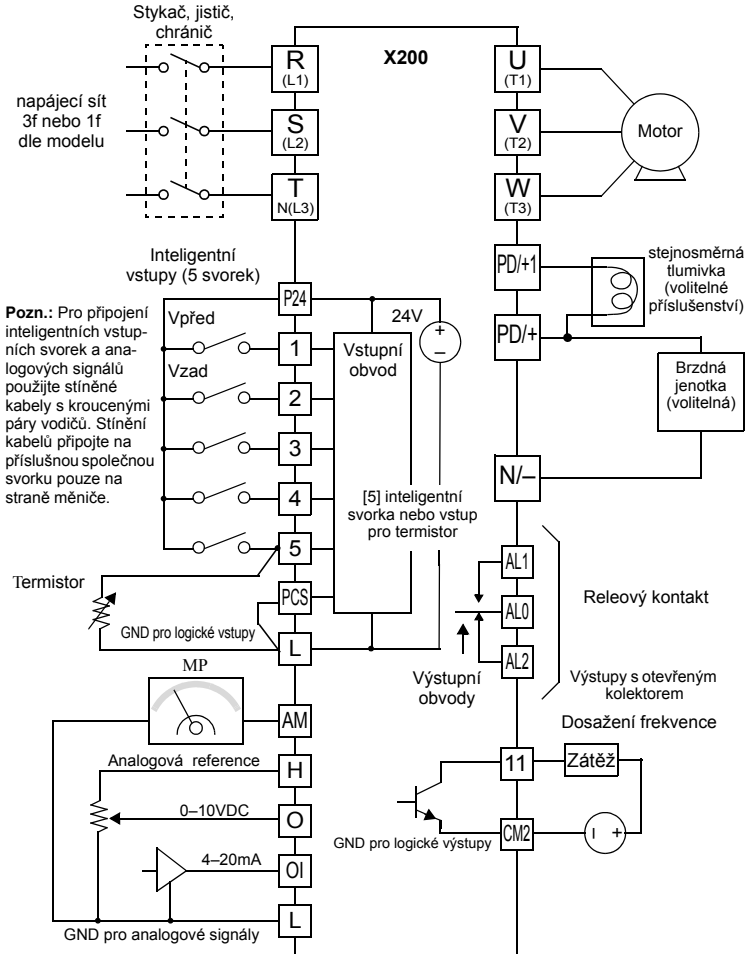 Stykač, jistič,
chránič
napájecí sít
3f nebo 1f
dle modelu
R
(L1)
S
(L2)
T
N(L3)
X200
U
(T1)
V
(T2)
W
(T3)
Motor
PD/+1
PD/+
stejnosměrná
tlumivka
(volitelné
příslušenství)
Brzdná
jenotka
(volitelná)
N/–
Inteligentní
vstupy (5 svorek)
Pozn.: Pro připojení
inteligentních vstup-
ních svorek a ana-
logových signálů
použijte stíněné
kabely s kroucenými
páry vodičů. Stínění
kabelů připojte na
příslušnou společnou
svorku pouze na
straně měniče.
Vpřed
Vzad
P24
1
2
3
4
5
PCS
L
24V
+
–
Vstupní
obvod
[5] inteligentní
svorka nebo vstup
pro termistor
Termistor
GND pro logické vstupy
AL1
AL0
AL2
Releový kontakt
Výstupní
obvody
Výstupy s otevřeným
kolektorem
Dosažení frekvence
MP
AM
Analogová reference
H
0–10VDC
O
4–20mA
OI
L
GND pro analogové signály
11
Zátěž
CM2
GND pro logické výstupy
– +